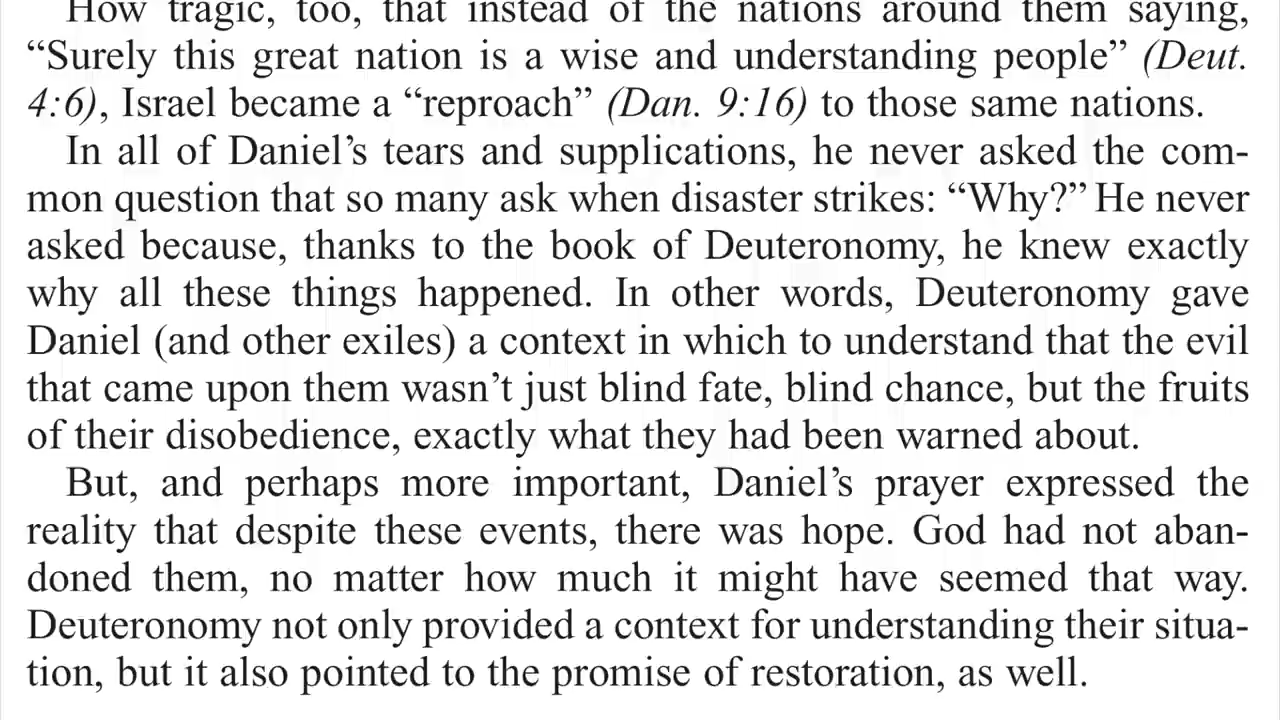 How tragic, too, that instead of the nations around them saying,
“Surely this great nation is a wise and understanding people” (Deut.
4:6), Israel became a “reproach” (Dan. 9:16) to those same nations.
In all of Daniel’s tears and supplications, he never asked the com-
mon question that so many ask when disaster strikes: “Why?” He never
asked because, thanks to the book of Deuteronomy, he knew exactly
why all these things happened. In other words, Deuteronomy gave
Daniel (and other exiles) a context in which to understand that the evil
that came upon them wasn’t just blind fate, blind chance, but the fruits
of their disobedience, exactly what they had been warned about.
But, and perhaps more important, Daniel’s prayer expressed the
reality that despite these events, there was hope. God had not aban-
doned them, no matter how much it might have seemed that way.
Deuteronomy not only provided a context for understanding their situa-
tion, but it also pointed to the promise of restoration, as well.